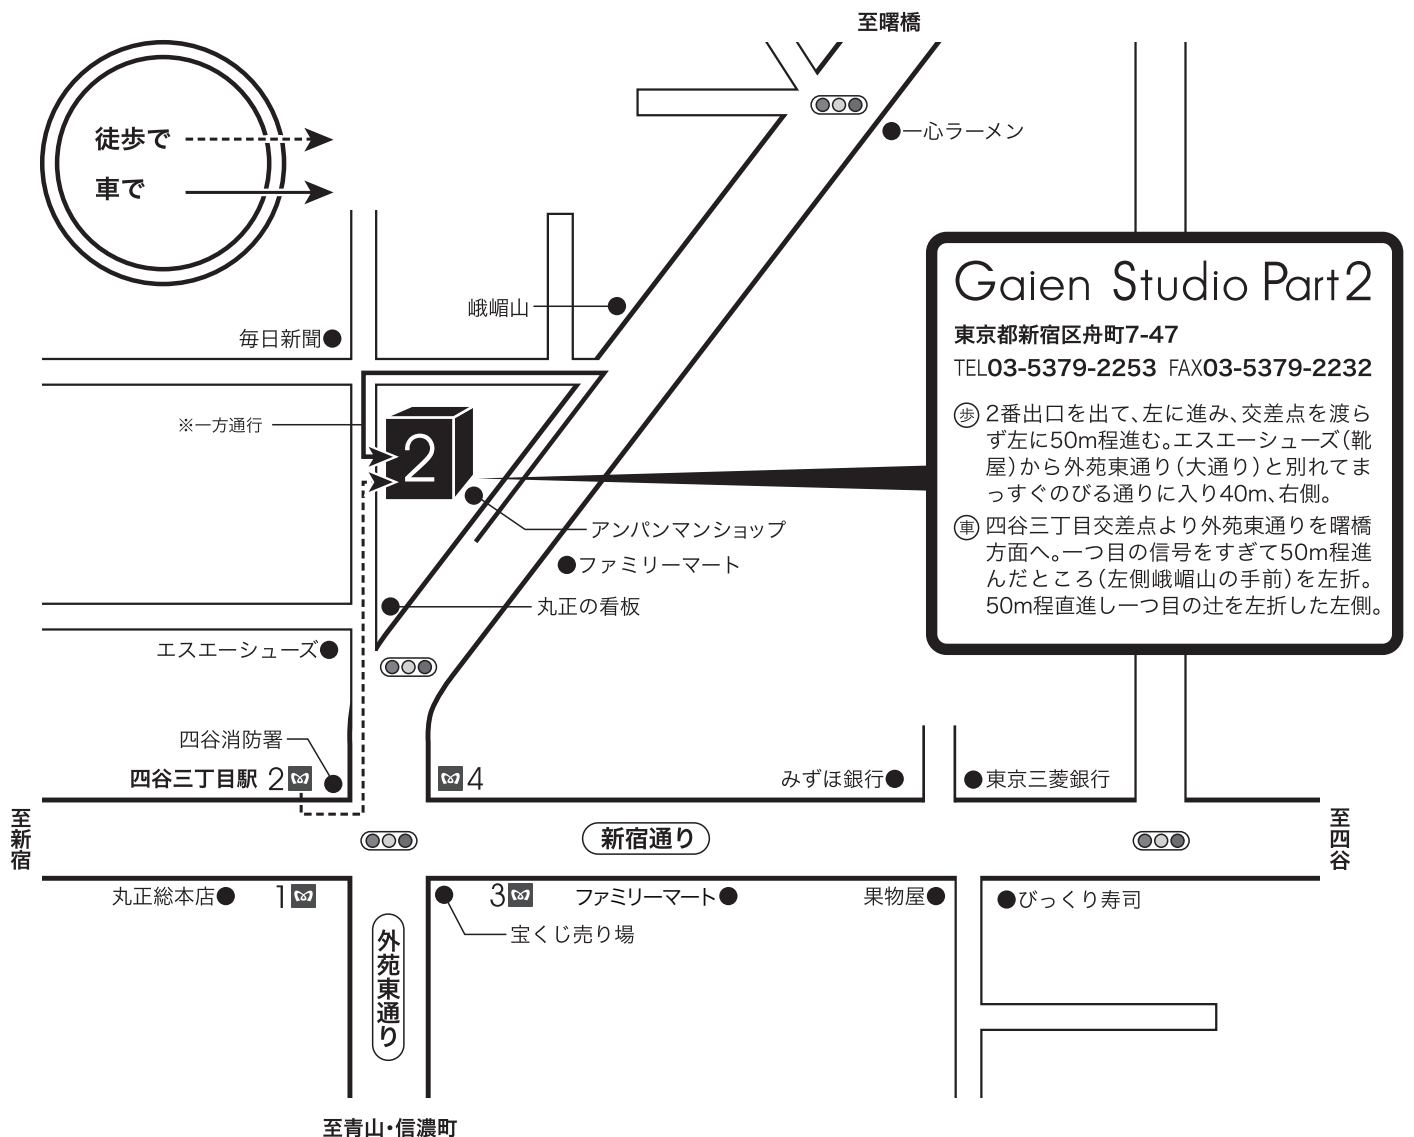 至曙橋
徒歩で
車で
一心ラーメン
峨嵋山
毎日新聞
※一方通行
2
アンパンマンショップ
ファミリーマート
丸正の看板
エスエーシューズ
四谷消防署
四谷三丁目駅 2
4
みずほ銀行
東京三菱銀行
Gaien Studio Part2
東京都新宿区舟町7-47
TEL03-5379-2253 FAX03-5379-2232
歩 2番出口を出て、左に進み、交差点を渡ら
ず左に50m程進む。エスエーシューズ(靴
屋)から外苑東通り(大通り)と別れてま
っすぐのびる通りに入り40m、右側。
車 四谷三丁目交差点より外苑東通りを曙橋
方面へ。一つ目の信号をすぎて50m程進
んだところ(左側峨嵋山の手前)を左折。
50m程直進し一つ目の辻を左折した左側。
至新宿
新宿通り
至四谷
丸正総本店
1
3
ファミリーマート
果物屋
びっくり寿司
宝くじ売り場
外苑東通り
至青山・信濃町